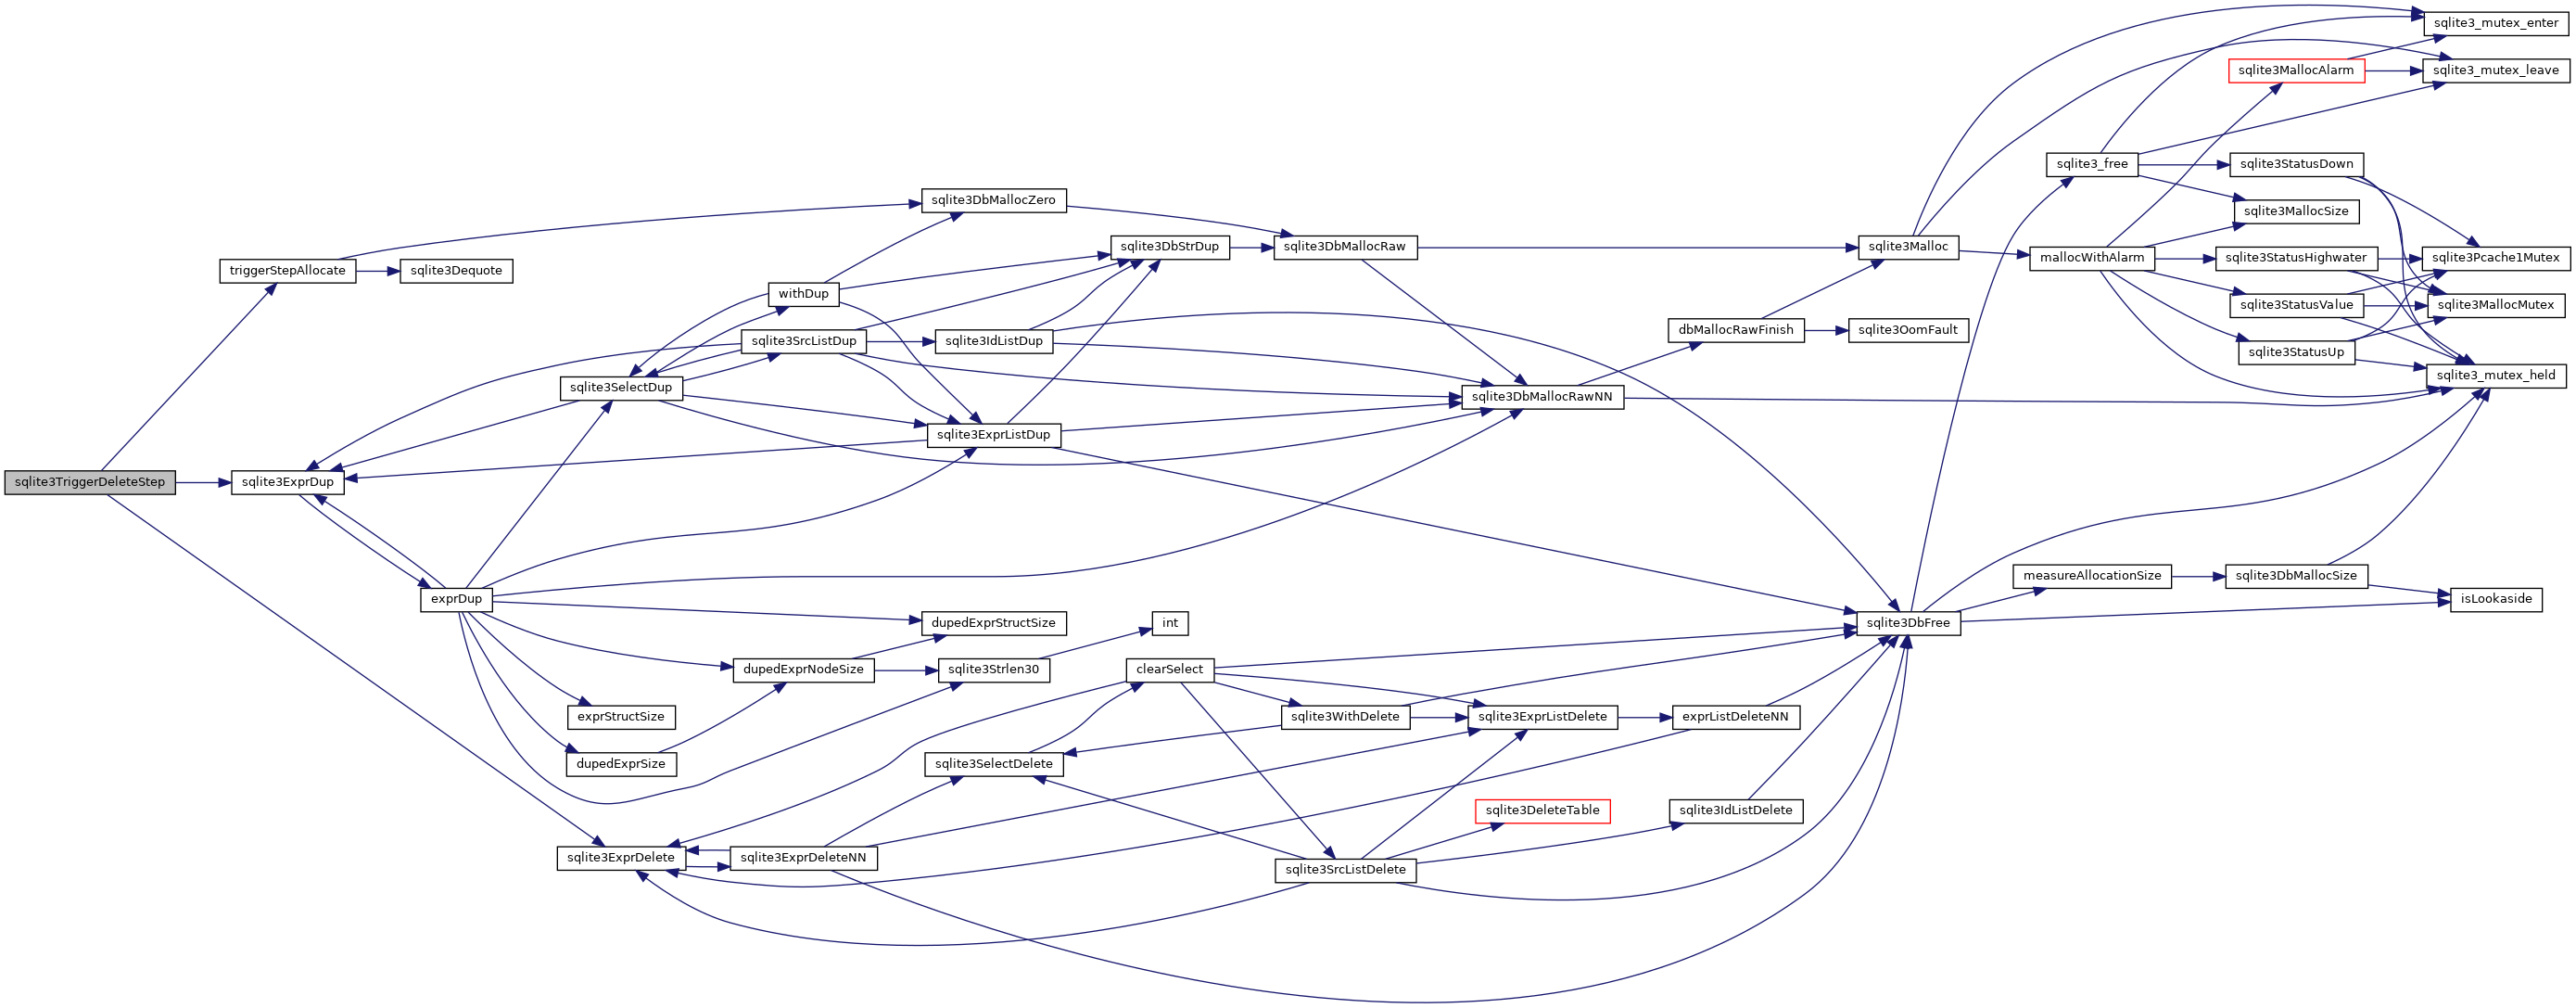 sqlite3TriggerDeleteStep
triggerStepAllocate
sqlite3ExprDup
sqlite3Dequote
exprDup
sqlite3SelectDup
exprStructSize
dupedExprSize
sqlite3ExprDelete
withDup
sqlite3SrcListDup
dupedExprNodeSize
sqlite3ExprDeleteNN
sqlite3DbMallocZero
sqlite3IdListDup
sqlite3ExprListDup
dupedExprStructSize
sqlite3Strlen30
sqlite3SelectDelete
sqlite3DbStrDup
int
clearSelect
sqlite3DbMallocRaw
sqlite3WithDelete
sqlite3SrcListDelete
sqlite3DbMallocRawNN
sqlite3ExprListDelete
sqlite3DeleteTable
dbMallocRawFinish
exprListDeleteNN
sqlite3IdListDelete
sqlite3Malloc
sqlite3OomFault
sqlite3DbFree
sqlite3_free
mallocWithAlarm
measureAllocationSize
sqlite3MallocAlarm
sqlite3StatusDown
sqlite3MallocSize
sqlite3StatusHighwater
sqlite3StatusValue
sqlite3StatusUp
sqlite3DbMallocSize
sqlite3_mutex_enter
sqlite3_mutex_leave
sqlite3Pcache1Mutex
sqlite3MallocMutex
sqlite3_mutex_held
isLookaside